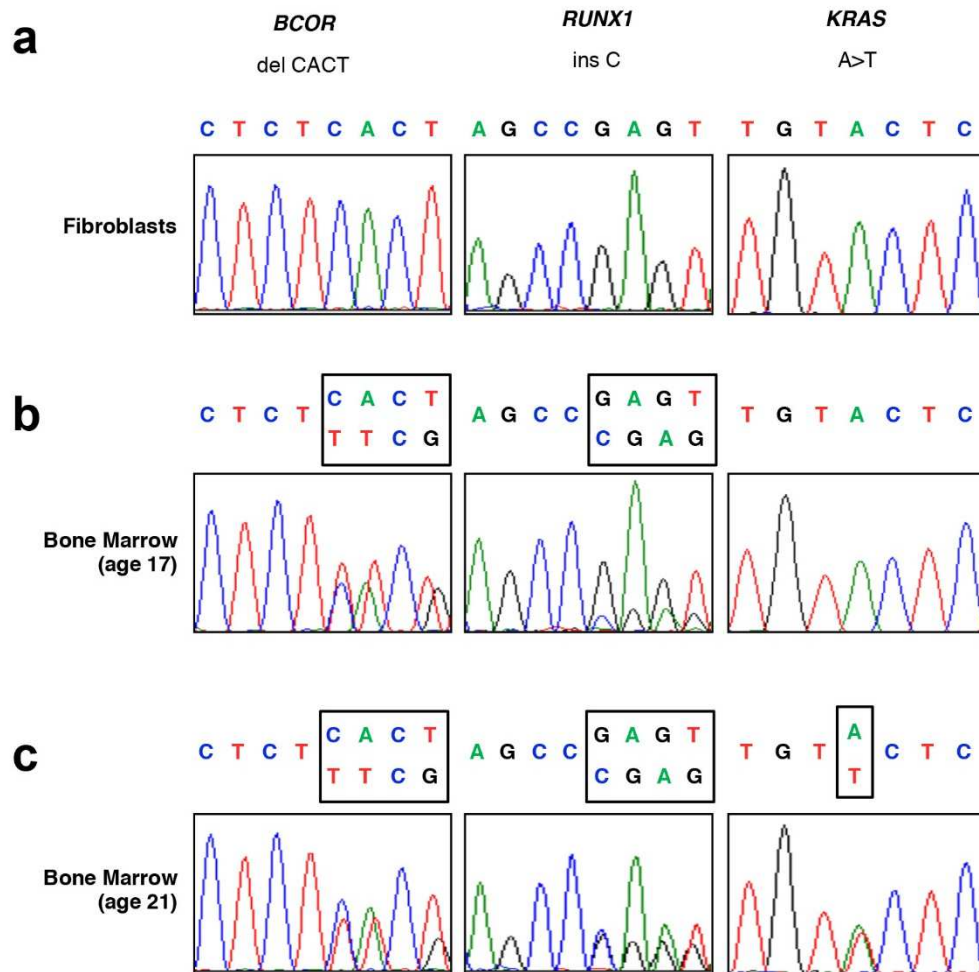 a
BCOR
del CACT
RUNX1
ins C
KRAS
A>T
C T C T C A C T
A G C C G A G T
T G T A C T C
Fibroblasts
b
C T C T
C A C T
T T C G
A G C C
G A G T
C G A G
T G T A C T C
Bone Marrow
(age 17)
c
C T C T
C A C T
T T C G
A G C C
G A G T
C G A G
T G T
A
T
C T C
Bone Marrow
(age 21)